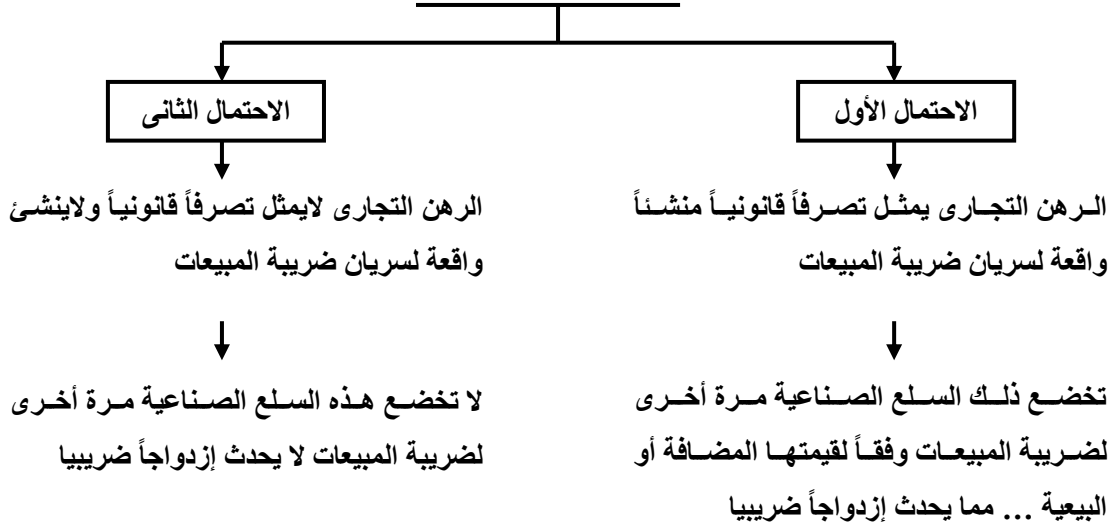 الاحتمال الأول
الرهن التجارى يمثل تصرفاً قانونياً منشئاً
واقعة لسريان ضريبة المبيعات
تخضع ذلك السلع الصناعية مرة أخرى
لضريبة المبيعات وفقاً لقيمتها المضافة أو
البيعية ... مما يحدث إزدواجاً ضريبيا
الاحتمال الثانى
الرهن التجارى لايمثل تصرفاً قانونياً ولاينشئ
واقعة لسريان ضريبة المبيعات
لا تخضع هذه السلع الصناعية مرة أخرى
لضريبة المبيعات لا يحدث إزدواجاً ضريبيا